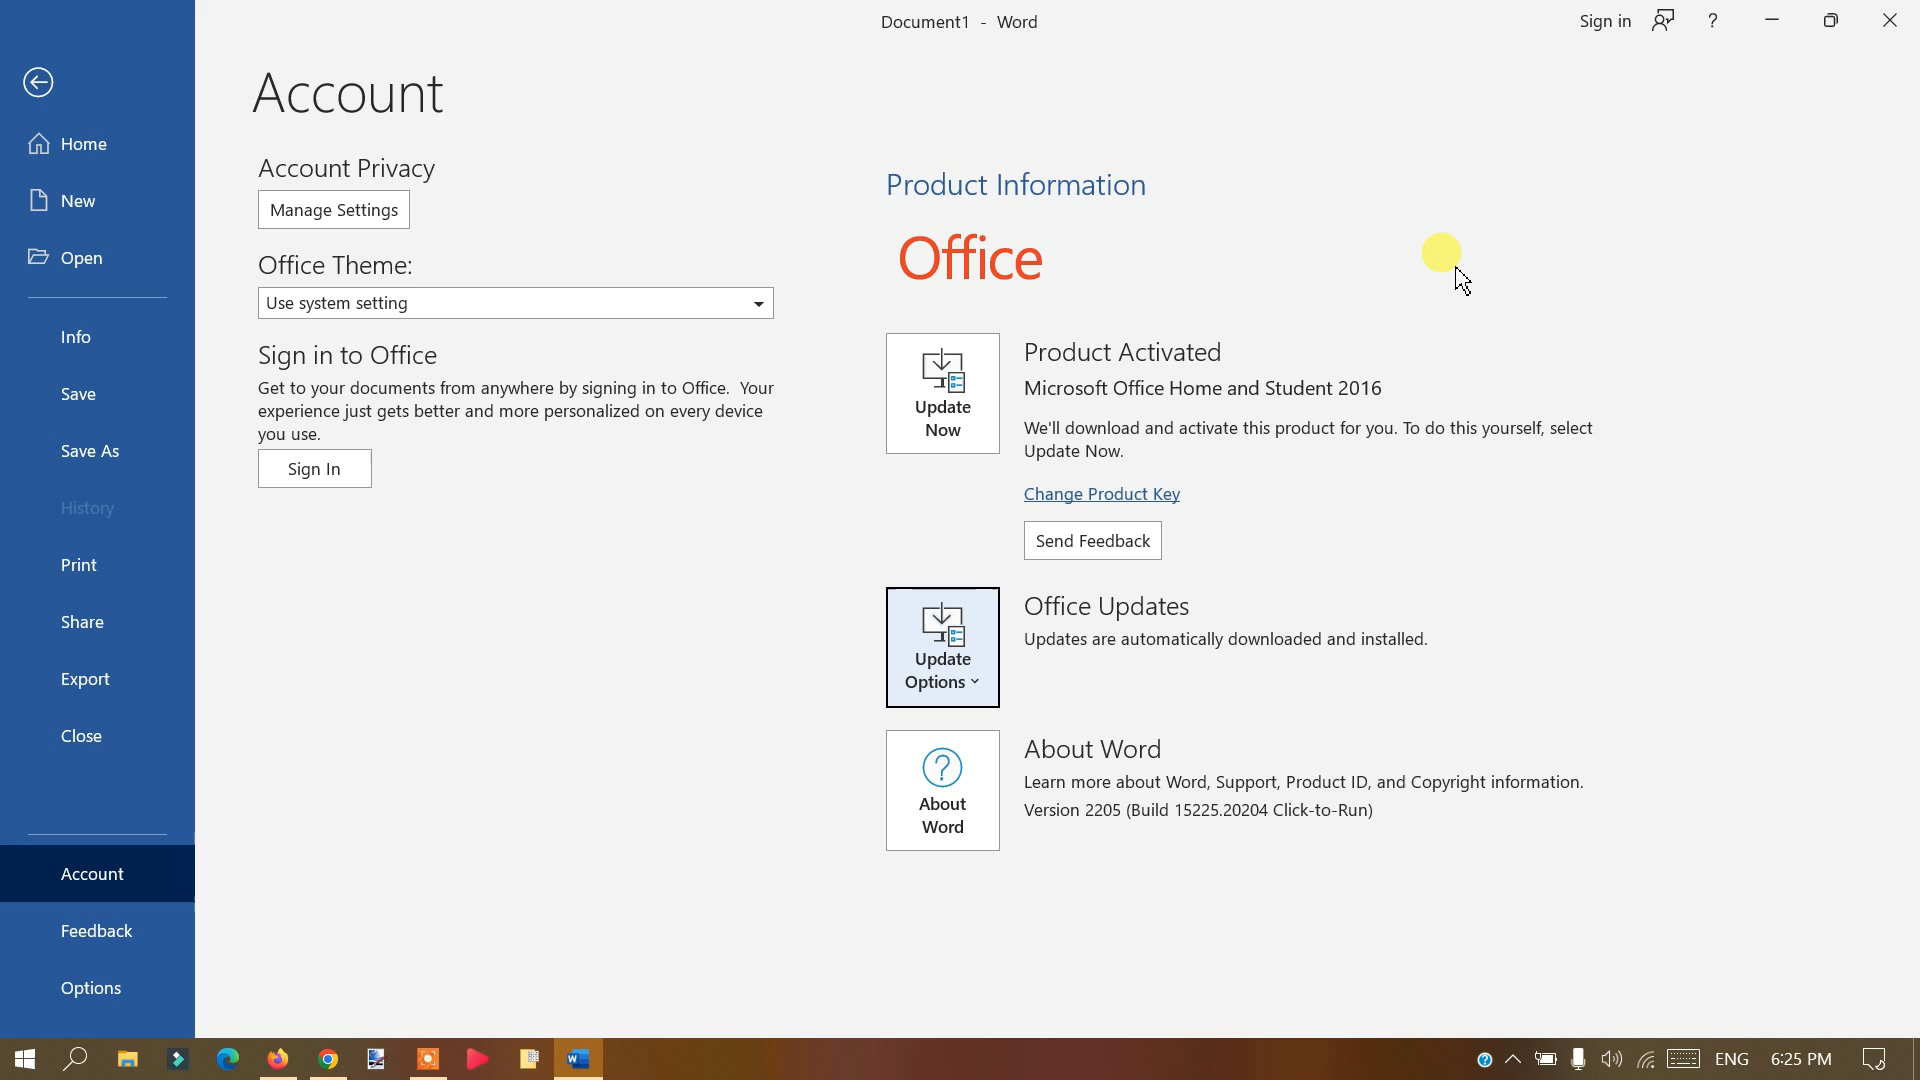 Document1 - Word
Sign in
?
Home
New
Open
Info
Save
Save As
History
Print
Share
Export
Close
Account
Feedback
Options
Account
Account Privacy
Manage Settings
Office Theme:
Use system setting
Sign in to Office
Get to your documents from anywhere by signing in to Office. Your
experience just gets better and more personalized on every device
you use.
Sign In
Product Information
Office
Update
Now
Product Activated
Microsoft Office Home and Student 2016
We'll download and activate this product for you. To do this yourself, select
Update Now.
Change Product Key
Send Feedback
Update
Options
Office Updates
Updates are automatically downloaded and installed.
?
About
Word
About Word
Learn more about Word, Support, Product ID, and Copyright information.
Version 2205 (Build 15225.20204 Click-to-Run)
W
?
ENG
6:25 PM